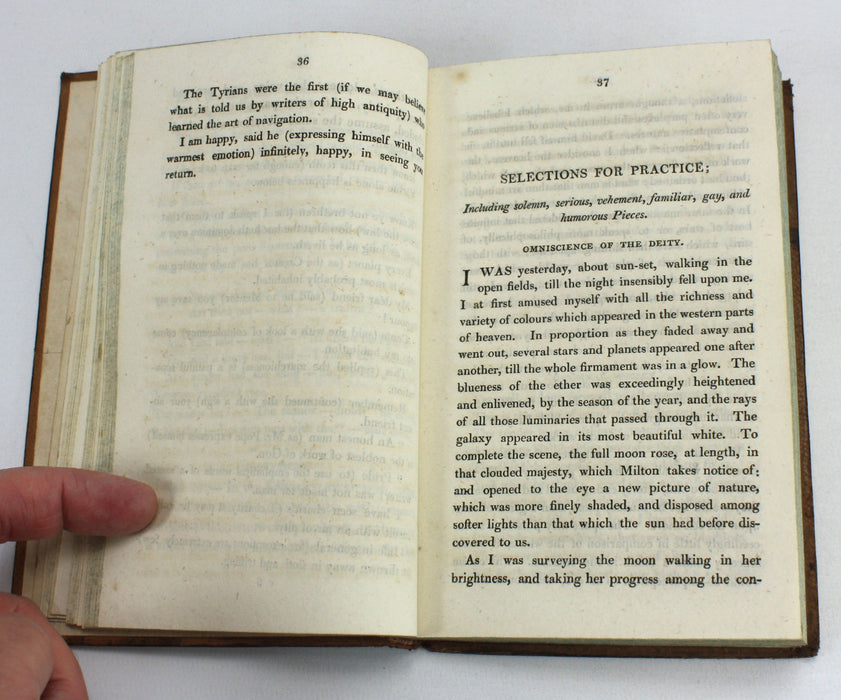 36
The Tyrians were the first (if we may believe
what is told us by writers of high antiquity) who
learned the art of navigation.
I am happy, said he (expressing himself with the
warmest emotion) infinitely, happy, in seeing you
return.
37
SELECTIONS FOR PRACTICE;
Including solemn, serious, vehement, familiar, gay, and
humorous Pieces.
OMNISCIENCE OF THE DEITY.
I WAS yesterday, about sun-set, walking in the
open fields, till the night insensibly fell upon me.
I at first amused myself with all the richness and
variety of colours which appeared in the western parts
of heaven. In proportion as they faded away and
went out, several stars and planets appeared one after
another, till the whole firmament was in a glow. The
blueness of the ether was exceedingly heightened
and enlivened, by the season of the year, and the rays
of all those luminaries that passed through it. The
galaxy appeared in its most beautiful white. To
complete the scene, the full moon rose, at length, in
that clouded majesty, which Milton takes notice of;
and opened to the eye a new picture of nature,
which was more finely shaded, and disposed among
softer lights than that which the sun had before dis-
covered to us.
As I was surveying the moon walking in her
brightness, and taking her progress among the con-